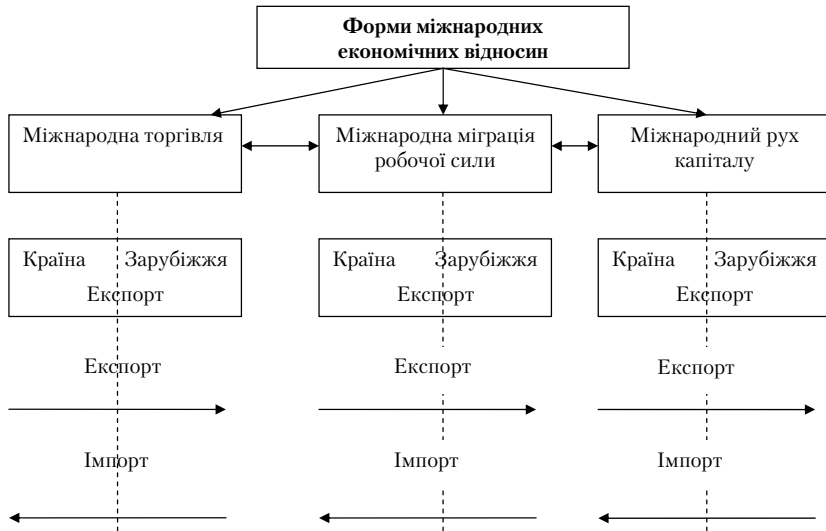 Форми міжнародних
економічних відносин
Міжнародна торгівля
Міжнародна міграція
робочої сили
Міжнародний рух
капіталу
Країна Зарубіжжя
Експорт
Країна Зарубіжжя
Експорт
Країна Зарубіжжя
Експорт
Експорт
Експорт
Експорт
Імпорт
Імпорт
Імпорт